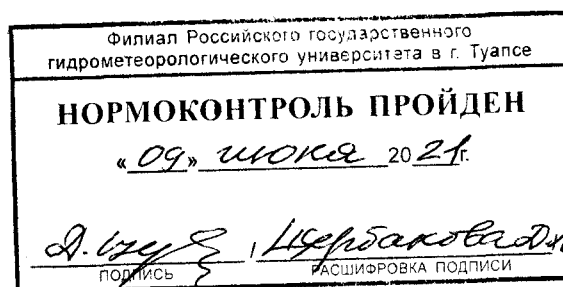 Филиал Российского государственного
гидрометеорологического университета в г. Туапсе
НОРМОКОНТРОЛЬ ПРОЙДЕН
«09» июня 2021г.
Щербакова
ПОДПИСЬ РАСШИФРОВКА ПОДПИСИ